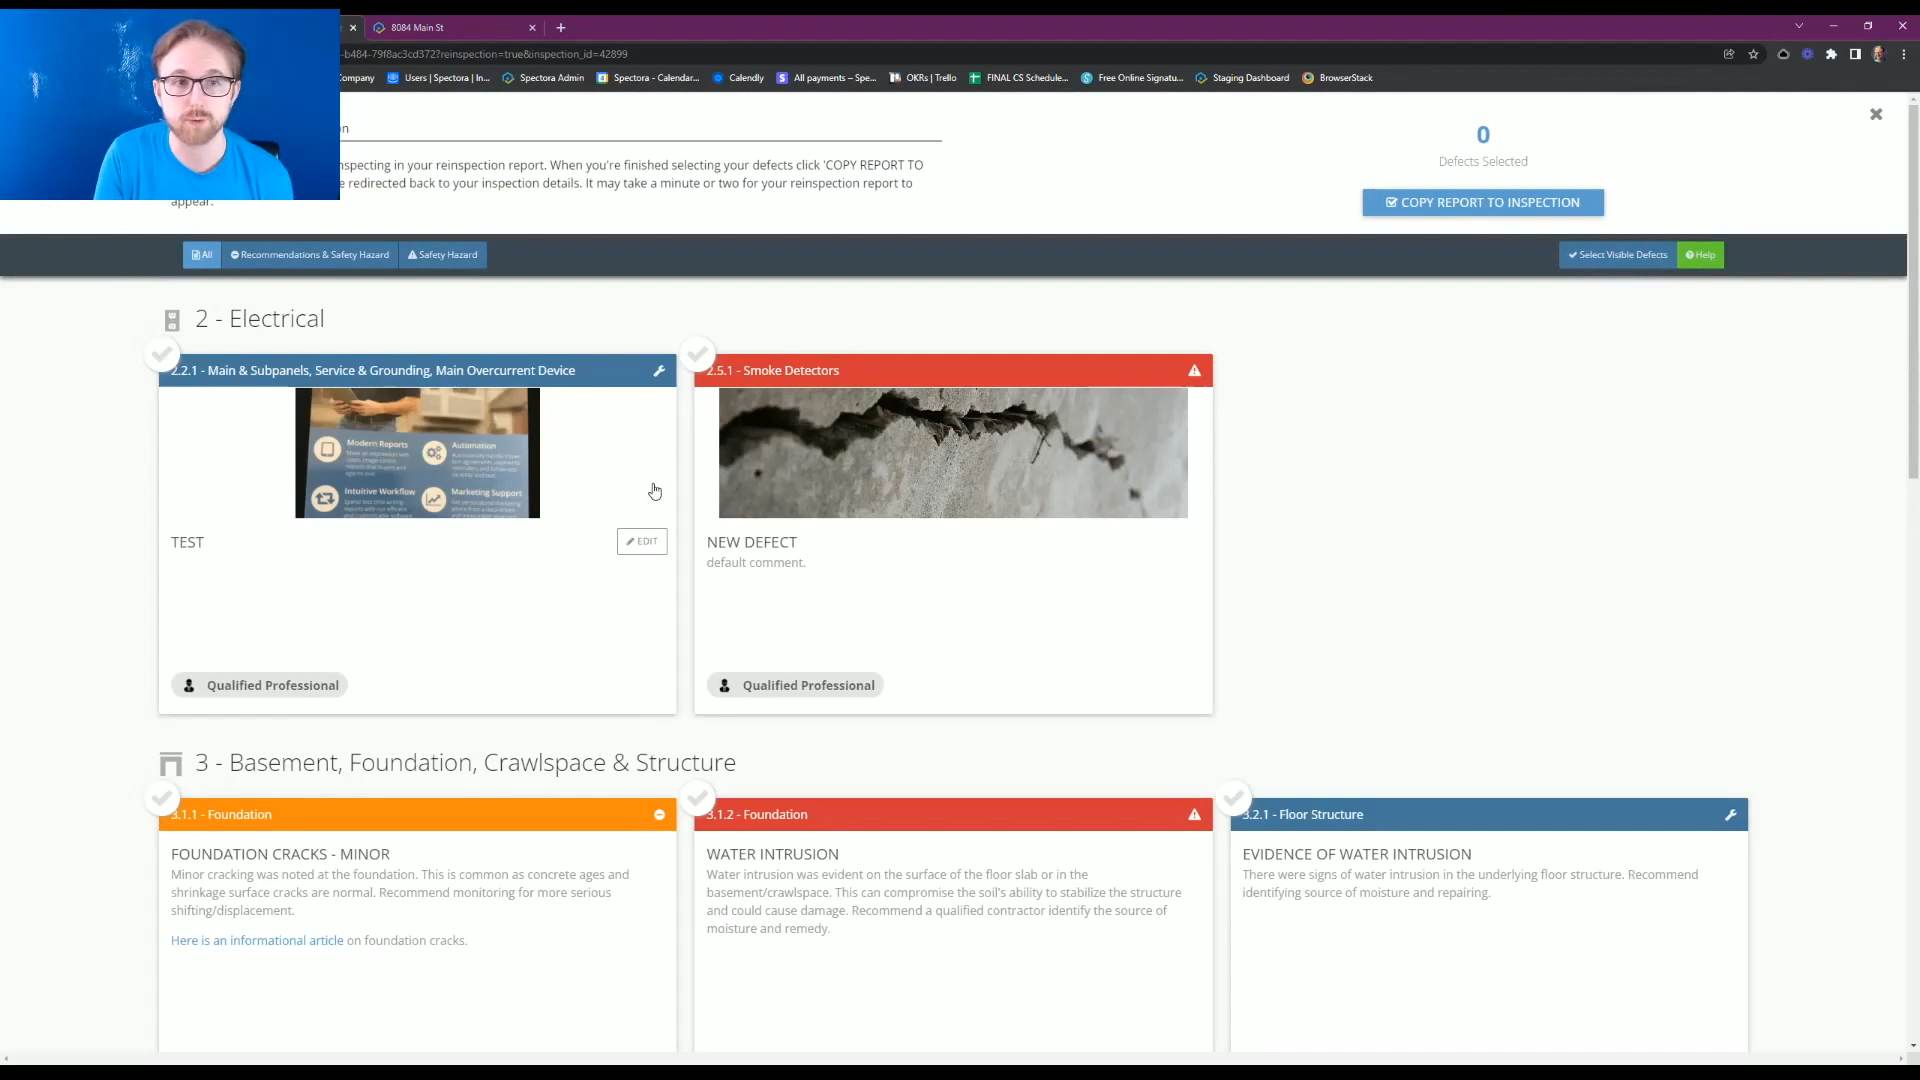 8084 Main St
-b484-79f8ac3cd372?reinspection=true&inspection_id=42899
Company
Users | Spectora | In...
Spectora Admin
Spectora - Calendar...
Calendly
All payments – Spe...
OKRs | Trello
FINAL CS Schedule...
Free Online Signatu...
Staging Dashboard
BrowserStack
nspecting in your reinspection report. When you're finished selecting your defects click 'COPY REPORT TO
e redirected back to your inspection details. It may take a minute or two for your reinspection report to
appear.
0
Defects Selected
COPY REPORT TO INSPECTION
All
Recommendations & Safety Hazard
Safety Hazard
Select Visible Defects
Help
2 - Electrical
2.2.1 - Main & Subpanels, Service & Grounding, Main Overcurrent Device
Modern Reports
Automation
Intuitive Workflow
Marketing Support
TEST
EDIT
Qualified Professional
2.5.1 - Smoke Detectors
NEW DEFECT
default comment.
Qualified Professional
3 - Basement, Foundation, Crawlspace & Structure
3.1.1 - Foundation
FOUNDATION CRACKS - MINOR
Minor cracking was noted at the foundation. This is common as concrete ages and
shrinkage surface cracks are normal. Recommend monitoring for more serious
shifting/displacement.
Here is an informational article on foundation cracks.
3.1.2 - Foundation
WATER INTRUSION
Water intrusion was evident on the surface of the floor slab or in the
basement/crawlspace. This can compromise the soil's ability to stabilize the structure
and could cause damage. Recommend a qualified contractor identify the source of
moisture and remedy.
3.2.1 - Floor Structure
EVIDENCE OF WATER INTRUSION
There were signs of water intrusion in the underlying floor structure. Recommend
identifying source of moisture and repairing.